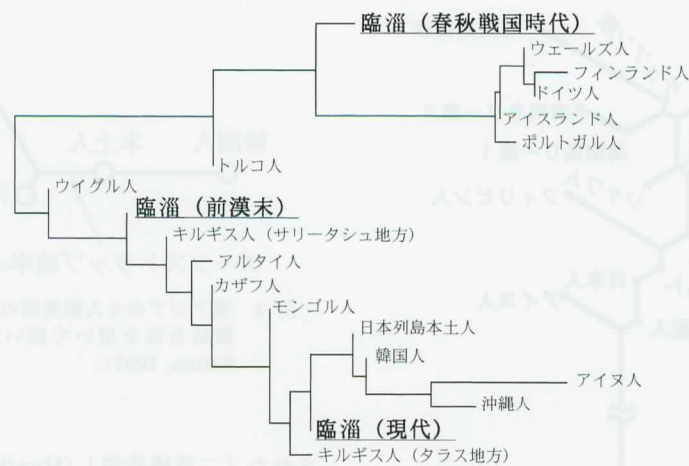 臨淄（春秋戦国時代）
ウェールズ人
フィンランド人
ドイツ人
アイスランド人
ポルトガル人
トルコ人
ウイグル人
臨淄（前漢末）
キルギス人（サリータシュ地方）
アルタイ人
カザフ人
モンゴル人
日本列島本土人
韓国人
アイヌ人
沖縄人
臨淄（現代）
キルギス人（タラス地方）